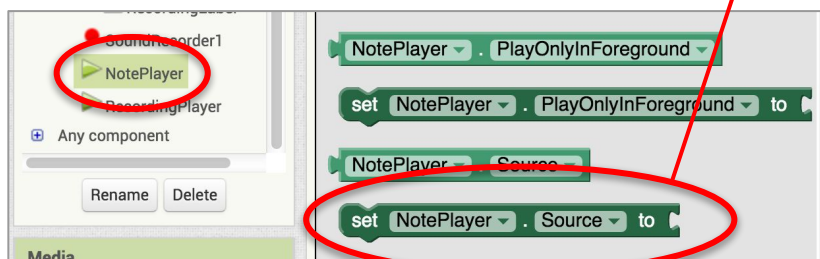 SoundRecorder1
NotePlayer
RecordingPlayer
Any component
Rename Delete
Media
NotePlayer . PlayOnlyInForeground
set NotePlayer . PlayOnlyInForeground to
NotePlayer . Source
set NotePlayer . Source to